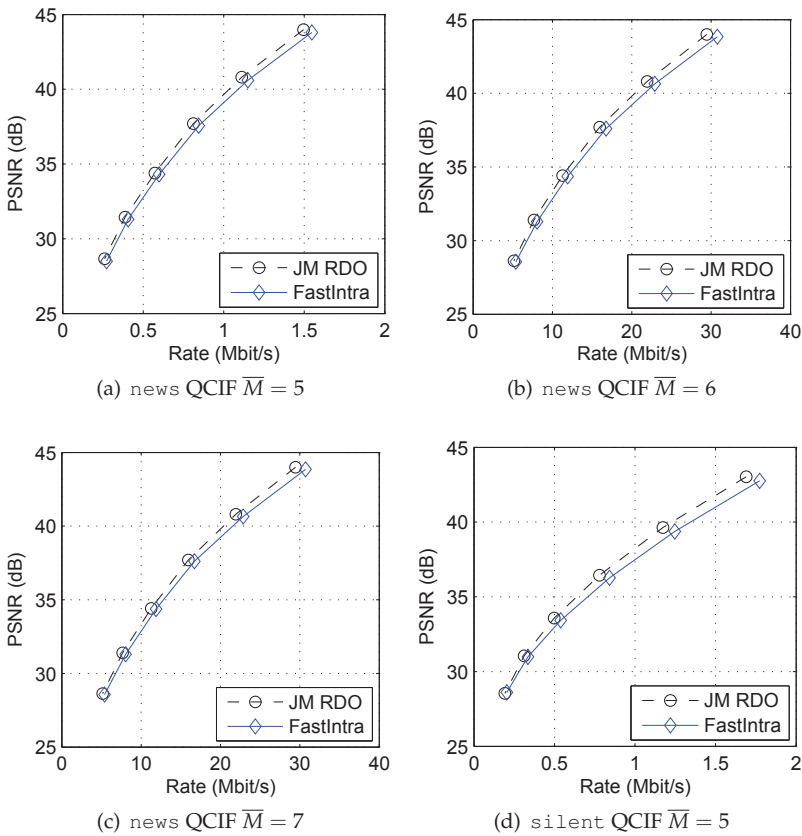 45
40
35
30
25
PSNR (dB)
0 0.5 1 1.5 2
Rate (Mbit/s)
JM RDO
FastIntra
(a) news QCIF M̅ = 5
45
40
35
30
25
PSNR (dB)
0 10 20 30 40
Rate (Mbit/s)
JM RDO
FastIntra
(b) news QCIF M̅ = 6
45
40
35
30
25
PSNR (dB)
0 10 20 30 40
Rate (Mbit/s)
JM RDO
FastIntra
(c) news QCIF M̅ = 7
45
40
35
30
25
PSNR (dB)
0 0.5 1 1.5 2
Rate (Mbit/s)
JM RDO
FastIntra
(d) silent QCIF M̅ = 5